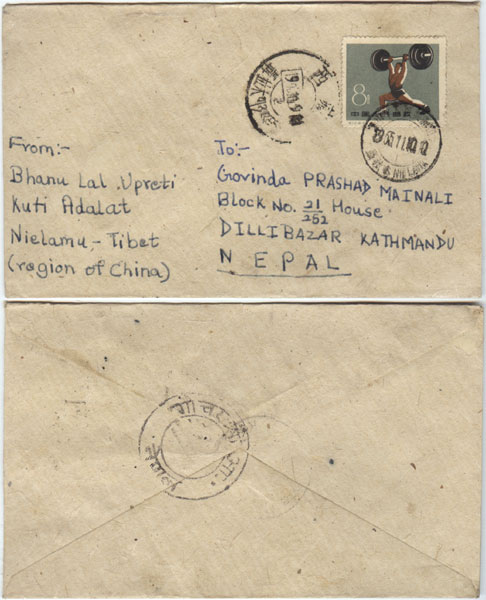 8分
中国人民邮政
From:-
Bhanu Lal Upreti
Kuti Adalat
Nielamu - Tibet
(region of China)
To:-
Govinda PRASHAD MAINALI
Block No. 21/252 House
DILLIBAZAR KATHMANDU
NEPAL